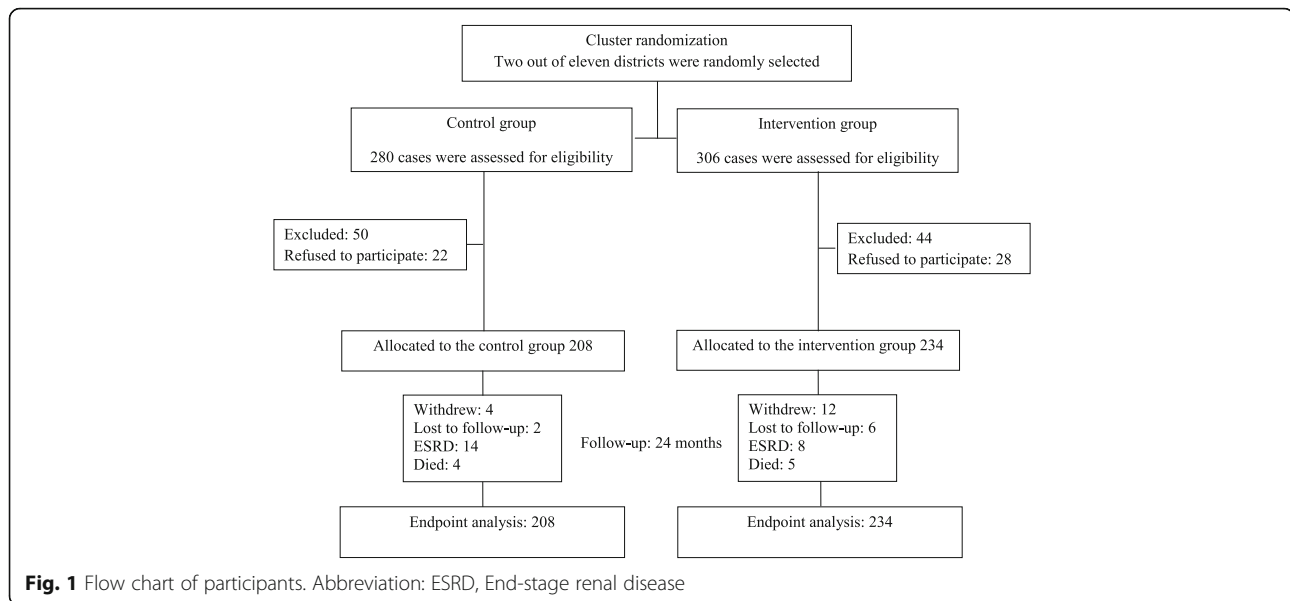 Cluster randomization
Two out of eleven districts were randomly selected
Control group
280 cases were assessed for eligibility
Intervention group
306 cases were assessed for eligibility
Excluded: 50
Refused to participate: 22
Excluded: 44
Refused to participate: 28
Allocated to the control group 208
Allocated to the intervention group 234
Withdrew: 4
Lost to follow-up: 2
ESRD: 14
Died: 4
Follow-up: 24 months
Withdrew: 12
Lost to follow-up: 6
ESRD: 8
Died: 5
Endpoint analysis: 208
Endpoint analysis: 234
Fig. 1 Flow chart of participants. Abbreviation: ESRD, End-stage renal disease